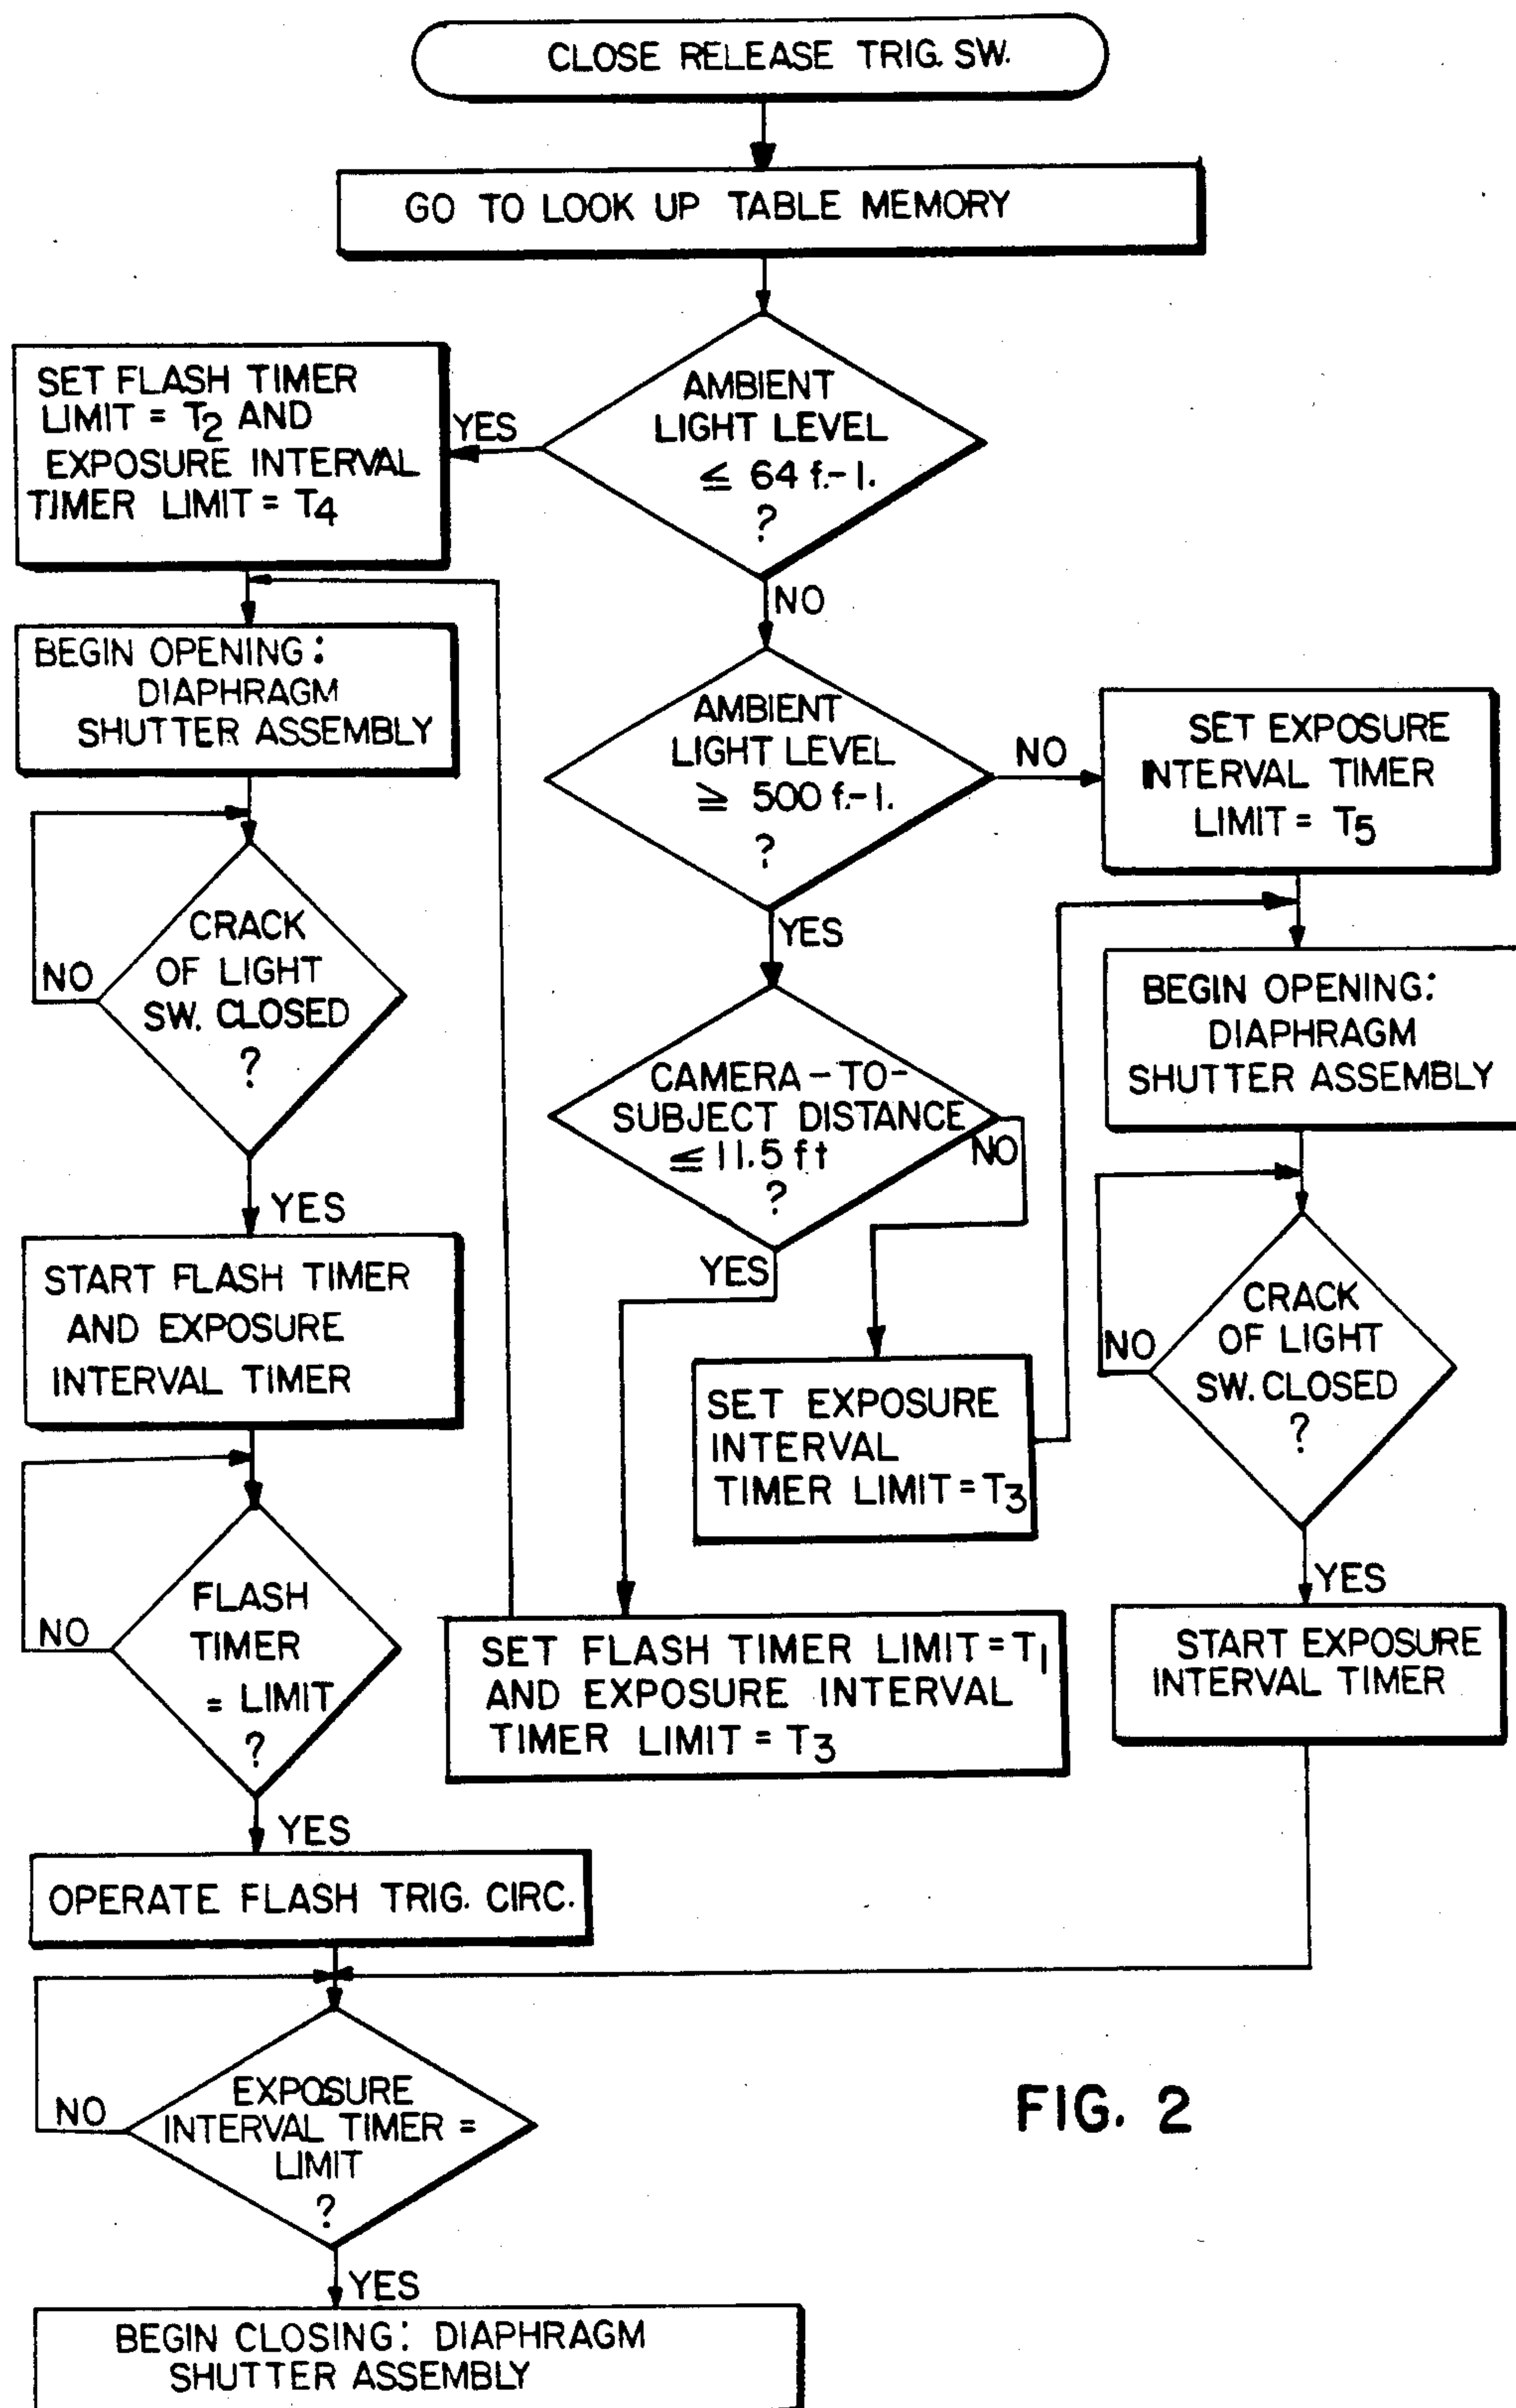 CLOSE RELEASE TRIG. SW.
GO TO LOOK UP TABLE MEMORY
AMBIENT
LIGHT LEVEL
≦ 64 f.-l.
?
YES
NO
SET FLASH TIMER
LIMIT = T2 AND
EXPOSURE INTERVAL
TIMER LIMIT = T4
BEGIN OPENING:
DIAPHRAGM
SHUTTER ASSEMBLY
CRACK
OF LIGHT
SW. CLOSED
?
NO
YES
START FLASH TIMER
AND EXPOSURE
INTERVAL TIMER
FLASH
TIMER
= LIMIT
?
NO
YES
OPERATE FLASH TRIG. CIRC.
AMBIENT
LIGHT LEVEL
≧ 500 f.-l.
?
NO
YES
CAMERA-TO-
SUBJECT DISTANCE
≦ 11.5 ft
?
NO
YES
SET EXPOSURE
INTERVAL
TIMER LIMIT = T3
SET FLASH TIMER LIMIT = T1
AND EXPOSURE INTERVAL
TIMER LIMIT = T3
SET EXPOSURE
INTERVAL TIMER
LIMIT = T5
BEGIN OPENING:
DIAPHRAGM
SHUTTER ASSEMBLY
CRACK
OF LIGHT
SW. CLOSED
?
NO
YES
START EXPOSURE
INTERVAL TIMER
EXPOSURE
INTERVAL TIMER =
LIMIT
?
NO
YES
BEGIN CLOSING: DIAPHRAGM
SHUTTER ASSEMBLY
FIG. 2